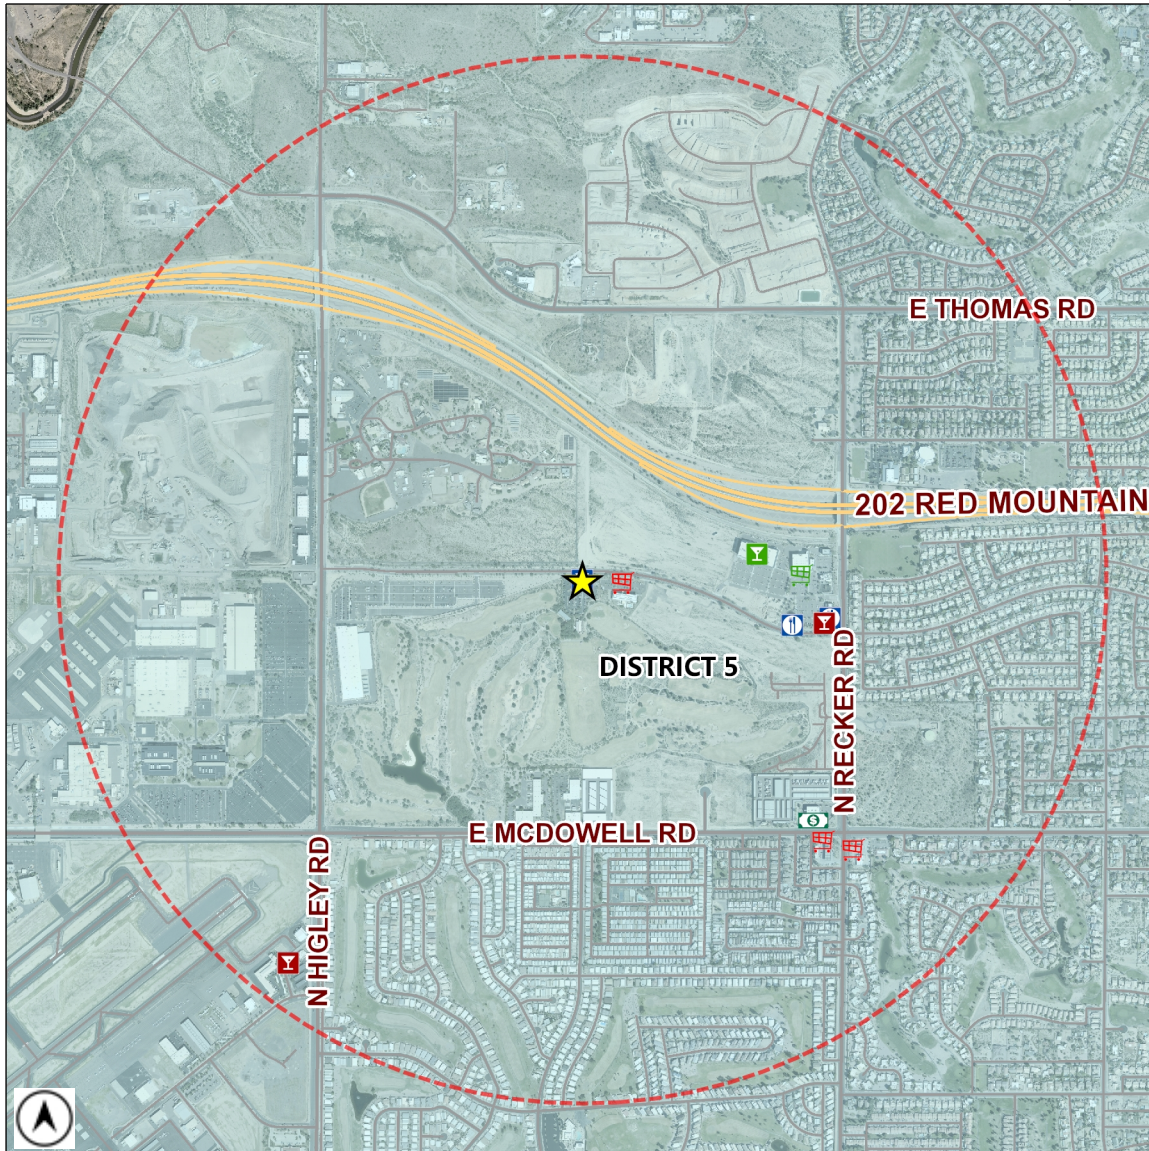 E THOMAS RD
202 RED MOUNTAIN
DISTRICT 5
N RECKER RD
E MCDOWELL RD
N HIGLEY RD
$